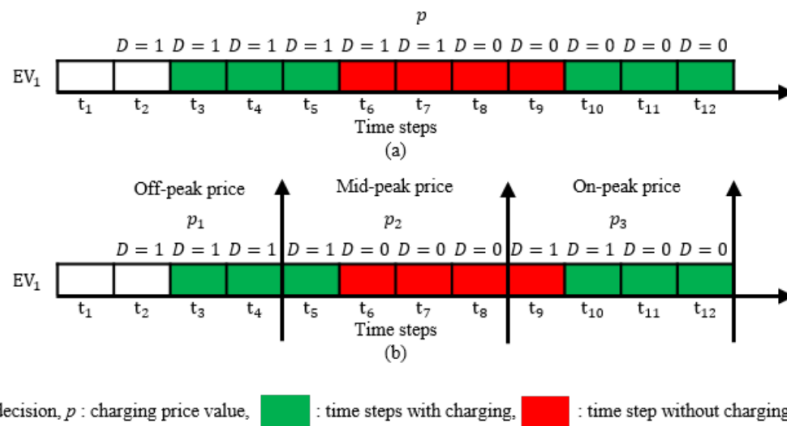 p
D = 1 D = 1 D = 1 D = 1 D = 1 D = 1 D = 0 D = 0 D = 0 D = 0 D = 0
EV₁
t₁ t₂ t₃ t₄ t₅ t₆ t₇ t₈ t₉ t₁₀ t₁₁ t₁₂
Time steps
(a)
Off-peak price Mid-peak price On-peak price
p₁ p₂ p₃
D = 1 D = 1 D = 1 D = 1 D = 0 D = 0 D = 0 D = 1 D = 1 D = 0 D = 0
EV₁
t₁ t₂ t₃ t₄ t₅ t₆ t₇ t₈ t₉ t₁₀ t₁₁ t₁₂
Time steps
(b)
decision, p : charging price value, : time steps with charging, : time step without charging